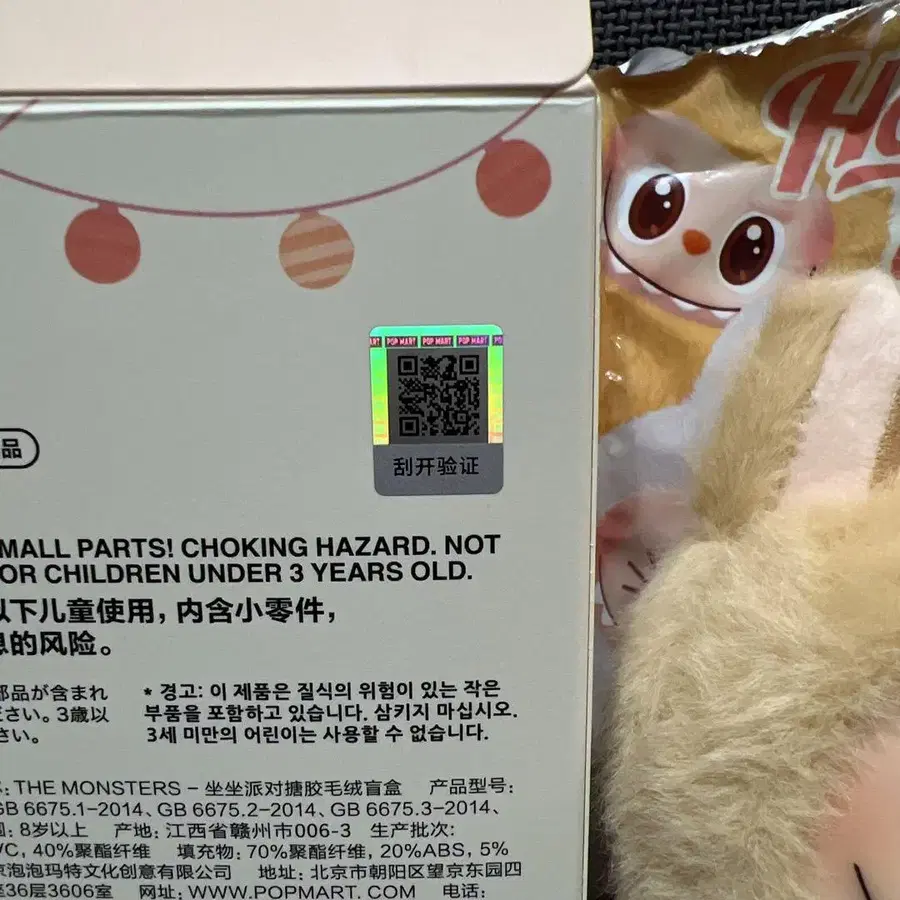 POP MART POP MART POP MART
刮开验证
品
MALL PARTS! CHOKING HAZARD. NOT
OR CHILDREN UNDER 3 YEARS OLD.
以下儿童使用，内含小零件，
息的风险。
部品が含まれ
ださい。3歳以
さい。
* 경고: 이 제품은 질식의 위험이 있는 작은
부품을 포함하고 있습니다. 삼키지 마십시오.
3세 미만의 어린이는 사용할 수 없습니다.
: THE MONSTERS – 坐坐派对搪胶毛绒盲盒 产品型号:
GB 6675.1–2014、GB 6675.2–2014、GB 6675.3–2014、
: 8岁以上 产地: 江西省赣州市006-3 生产批次:
VC, 40%聚酯纤维 填充物: 70%聚酯纤维, 20%ABS, 5%
京泡泡玛特文化创意有限公司 地址: 北京市朝阳区望京东园四
座36层3606室 网址: WWW.POPMART.COM 电话: